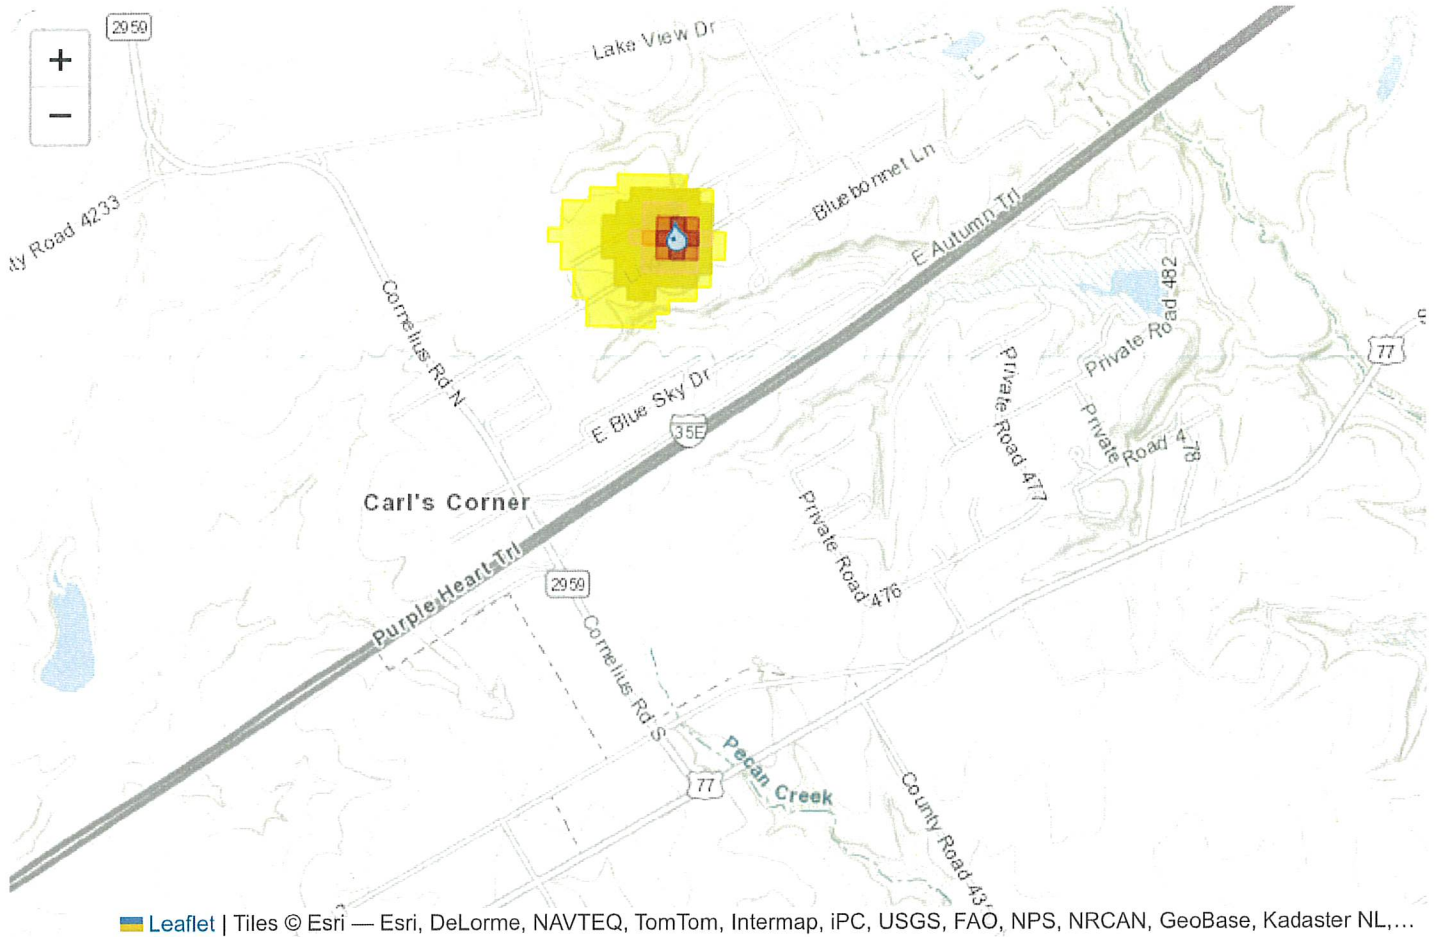 2959
+
−
Lake View Dr
ty Road 4233
Bluebonnet Ln
E Autumn Trl
Cornelius Rd N
Private Road 482
77
Private Road 477
E Blue Sky Dr
35E
Private Road 478
Carl's Corner
Private Road 476
Purple Heart Trl
2959
Cornelius Rd S
Pecan Creek
77
County Road 43
Leaflet | Tiles © Esri — Esri, DeLorme, NAVTEQ, TomTom, Intermap, iPC, USGS, FAO, NPS, NRCAN, GeoBase, Kadaster NL,...